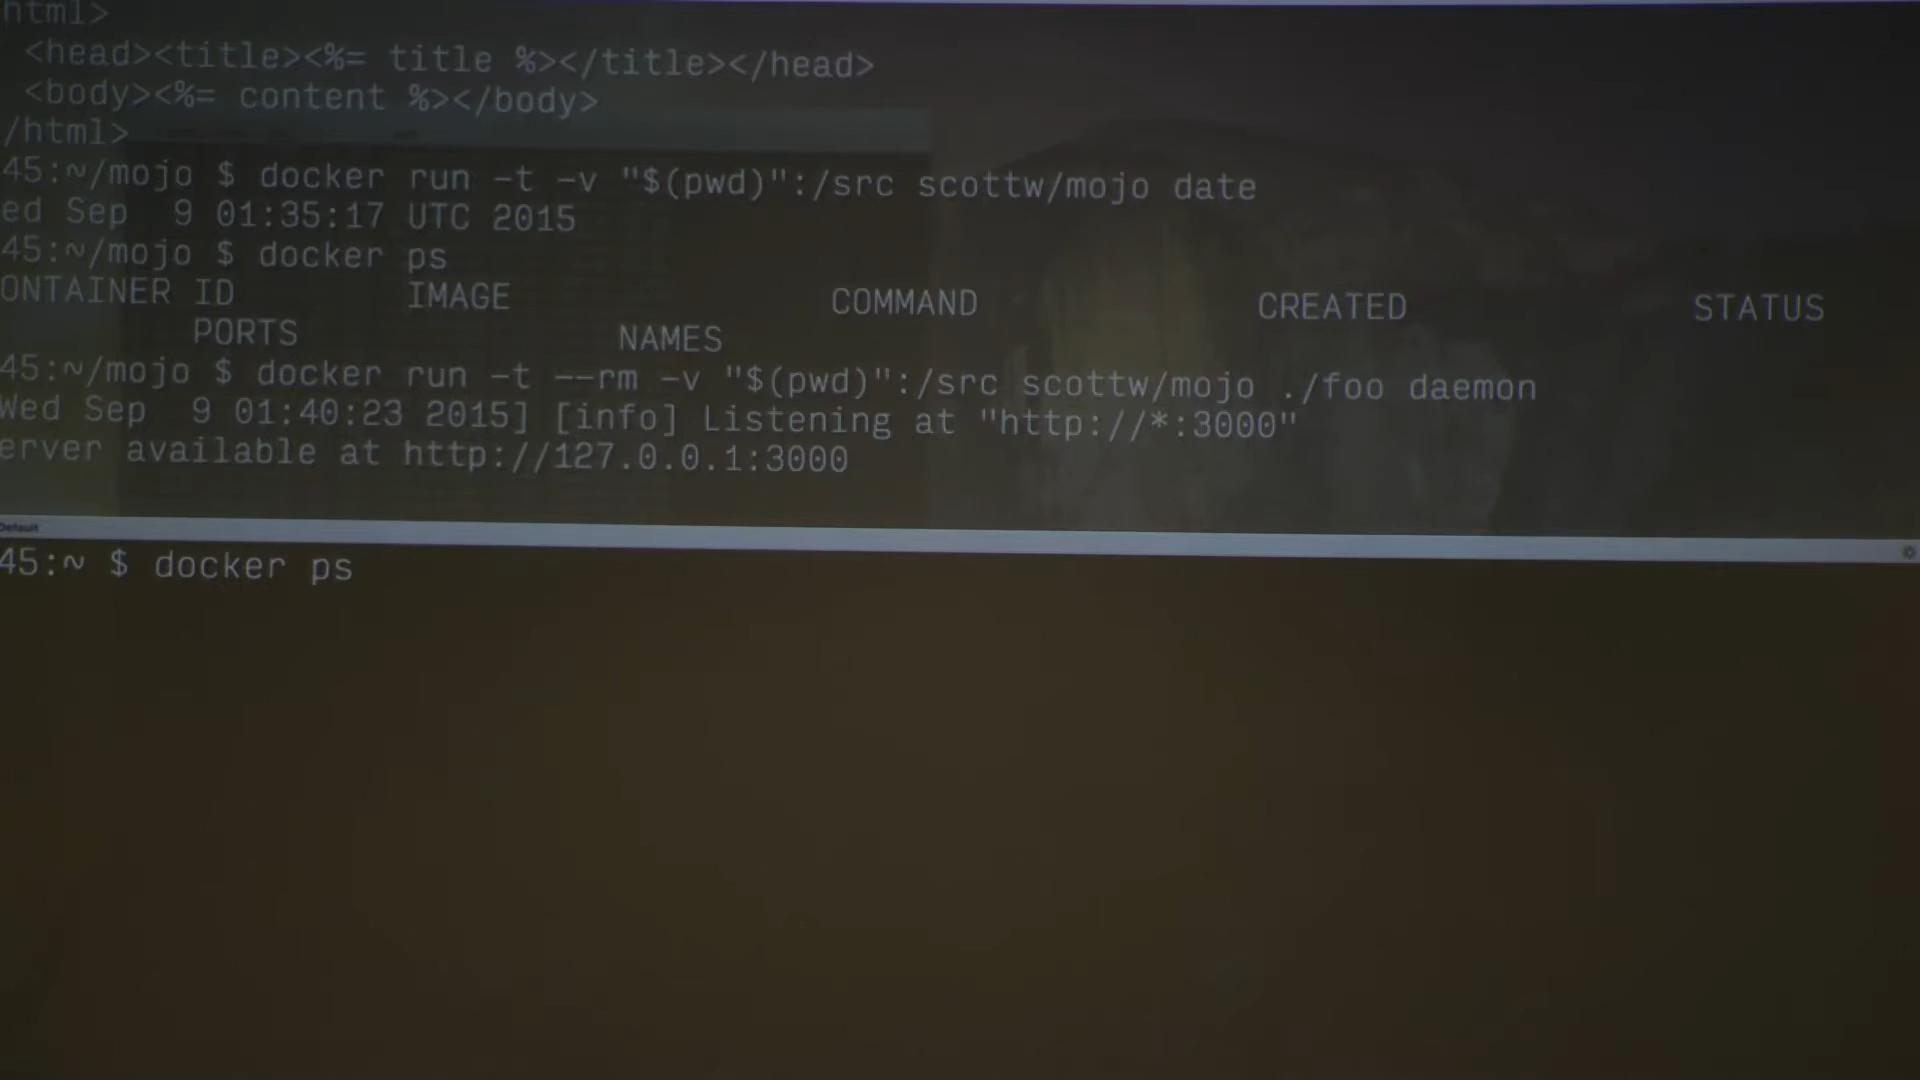 html>
<head><title><%= title %></title></head>
<body><%= content %></body>
/html>
45:~/mojo $ docker run -t -v "$(pwd)":/src scottw/mojo date
ed Sep  9 01:35:17 UTC 2015
45:~/mojo $ docker ps
ONTAINER ID IMAGE COMMAND CREATED STATUS
PORTS NAMES
45:~/mojo $ docker run -t --rm -v "$(pwd)":/src scottw/mojo ./foo daemon
Wed Sep  9 01:40:23 2015] [info] Listening at "http://*:3000"
erver available at http://127.0.0.1:3000
Default
45:~ $ docker ps